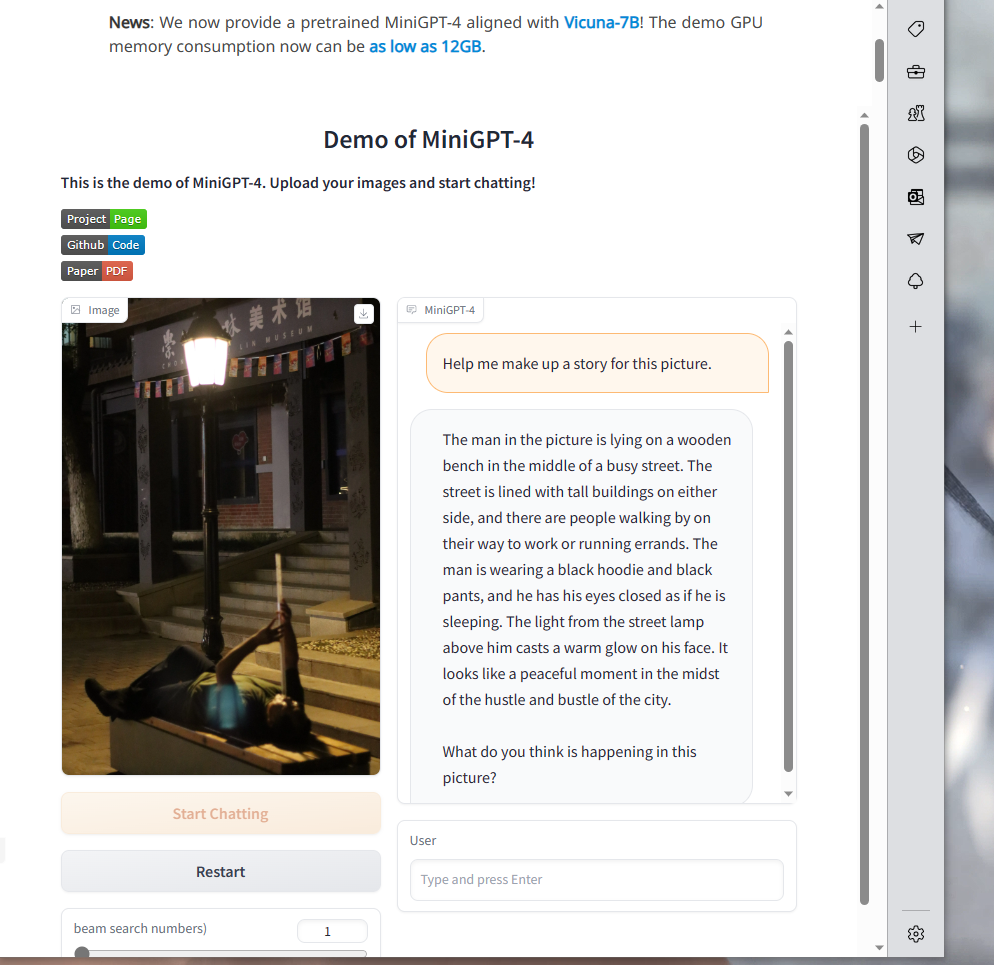 News: We now provide a pretrained MiniGPT-4 aligned with Vicuna-7B! The demo GPU
memory consumption now can be as low as 12GB.
Demo of MiniGPT-4
This is the demo of MiniGPT-4. Upload your images and start chatting!
Project Page
Github Code
Paper PDF
Image
美术馆
LIN MUSEUM
MiniGPT-4
Help me make up a story for this picture.
The man in the picture is lying on a wooden
bench in the middle of a busy street. The
street is lined with tall buildings on either
side, and there are people walking by on
their way to work or running errands. The
man is wearing a black hoodie and black
pants, and he has his eyes closed as if he is
sleeping. The light from the street lamp
above him casts a warm glow on his face. It
looks like a peaceful moment in the midst
of the hustle and bustle of the city.
What do you think is happening in this
picture?
Start Chatting
Restart
beam search numbers)
1
User
Type and press Enter